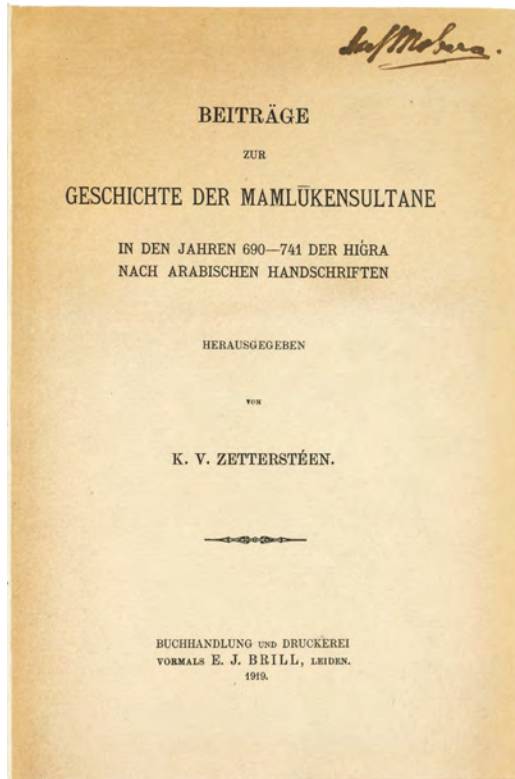 BEITRÄGE
ZUR
GESCHICHTE DER MAMLŪKENSULTANE
IN DEN JAHREN 690—741 DER HIǴRA
NACH ARABISCHEN HANDSCHRIFTEN
HERAUSGEGEBEN
VON
K. V. ZETTERSTÉEN.
BUCHHANDLUNG UND DRUCKEREI
VORMALS E. J. BRILL, LEIDEN.
1919.